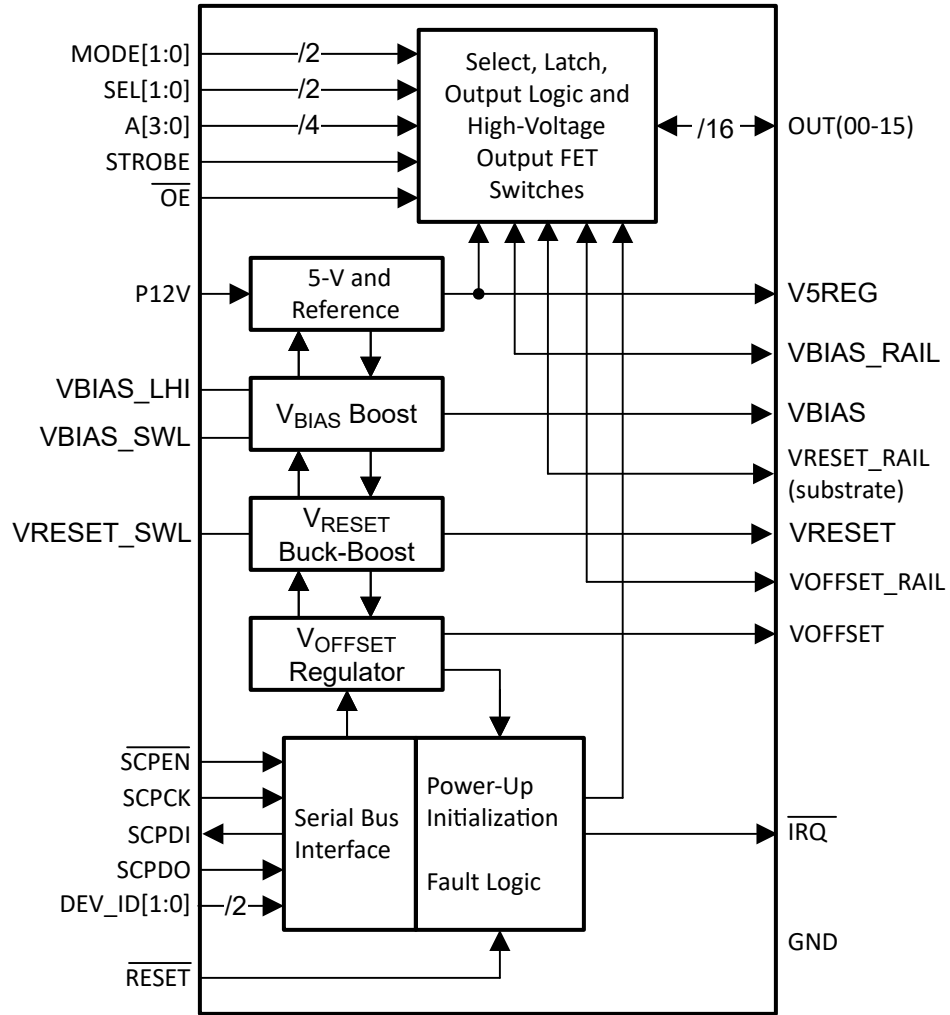 MODE[1:0]
/2
SEL[1:0]
/2
A[3:0]
/4
STROBE
OE
Select, Latch,
Output Logic and
High-Voltage
Output FET
Switches
/16
OUT(00-15)
P12V
5-V and
Reference
V5REG
VBIAS_RAIL
VBIAS_LHI
VBIAS_SWL
VBIAS Boost
VBIAS
VRESET_RAIL
(substrate)
VRESET_SWL
VRESET
Buck-Boost
VRESET
VOFFSET_RAIL
VOFFSET
Regulator
VOFFSET
SCPEN
SCPCK
SCPDI
SCPDO
DEV_ID[1:0]
/2
Serial Bus
Interface
Power-Up
Initialization
Fault Logic
IRQ
GND
RESET